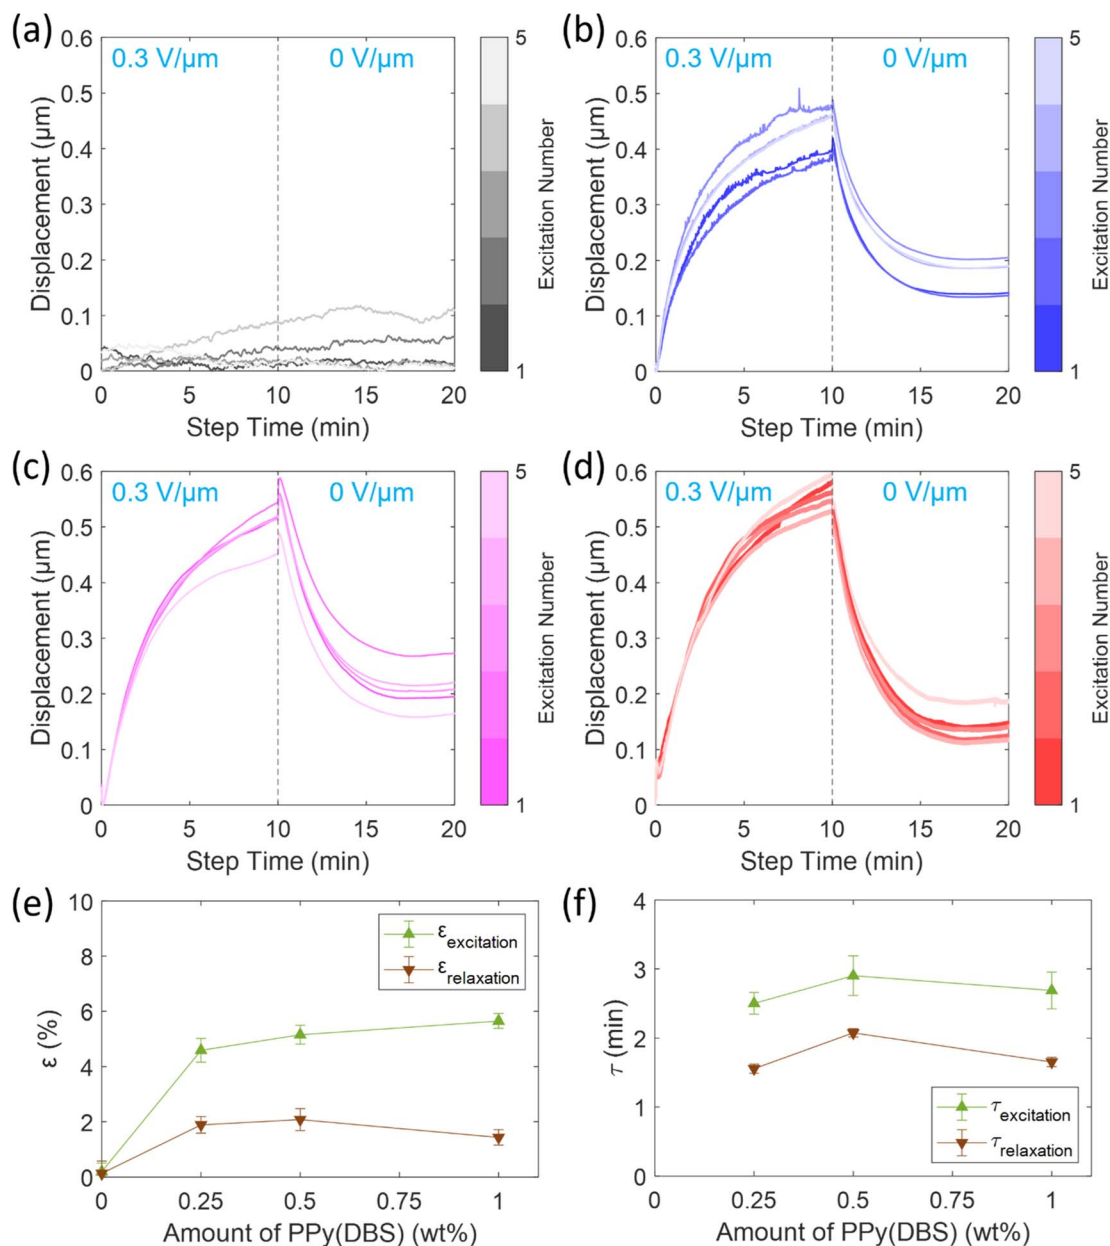 (a)
0.3 V/µm 0 V/µm
0.6
0.5
0.4
0.3
0.2
0.1
0
Displacement (µm)
0 5 10 15 20
Step Time (min)
5
1
Excitation Number
(b)
0.3 V/µm 0 V/µm
0.6
0.5
0.4
0.3
0.2
0.1
0
Displacement (µm)
0 5 10 15 20
Step Time (min)
5
1
Excitation Number
(c)
0.3 V/µm 0 V/µm
0.6
0.5
0.4
0.3
0.2
0.1
0
Displacement (µm)
0 5 10 15 20
Step Time (min)
5
1
Excitation Number
(d)
0.3 V/µm 0 V/µm
0.6
0.5
0.4
0.3
0.2
0.1
0
Displacement (µm)
0 5 10 15 20
Step Time (min)
5
1
Excitation Number
(e)
10
8
6
4
2
0
ε (%)
ε excitation
ε relaxation
0 0.25 0.5 0.75 1
Amount of PPy(DBS) (wt%)
(f)
4
3
2
1
0
τ (min)
τ excitation
τ relaxation
0 0.25 0.5 0.75 1
Amount of PPy(DBS) (wt%)